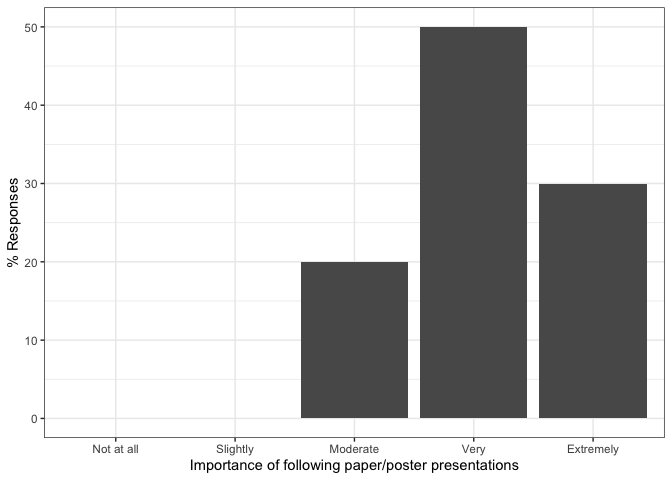 % Responses
50
40
30
20
10
0
Not at all Slightly Moderate Very Extremely
Importance of following paper/poster presentations